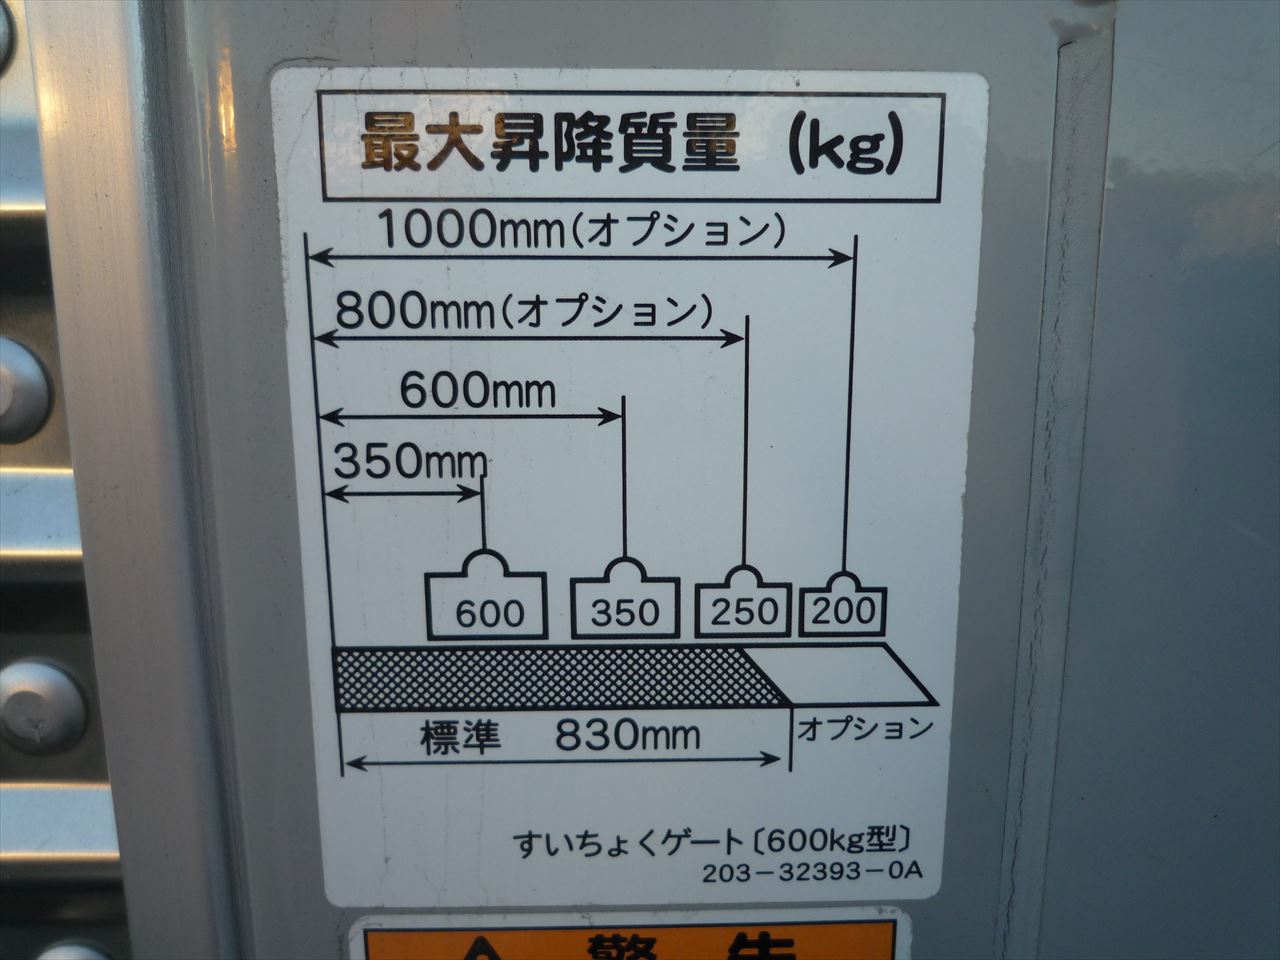 最大昇降質量 (kg)
1000mm(オプション)
800mm(オプション)
600mm
350mm
600 350 250 200
標準 830mm オプション
すいちょくゲート〔600kg型〕
203-32393-0A
警告